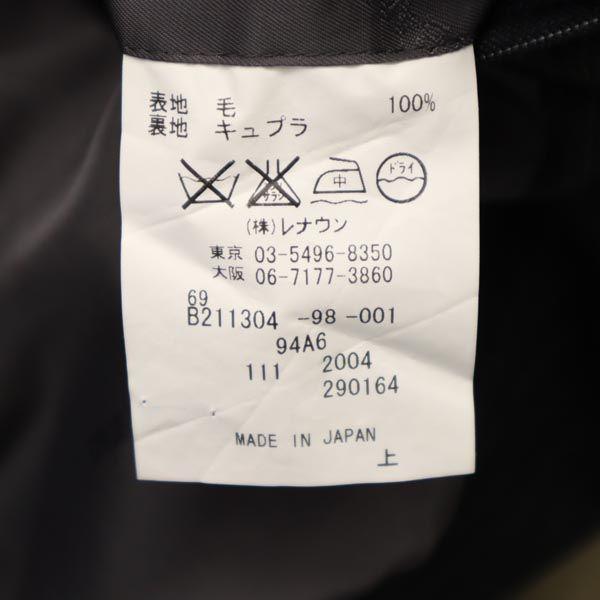 表地 毛 100%
裏地 キュプラ
中 ドライ
(株)レナウン
東京 03-5496-8350
大阪 06-7177-3860
69
B211304 -98 -001
94A6
111 2004
290164
MADE IN JAPAN
上